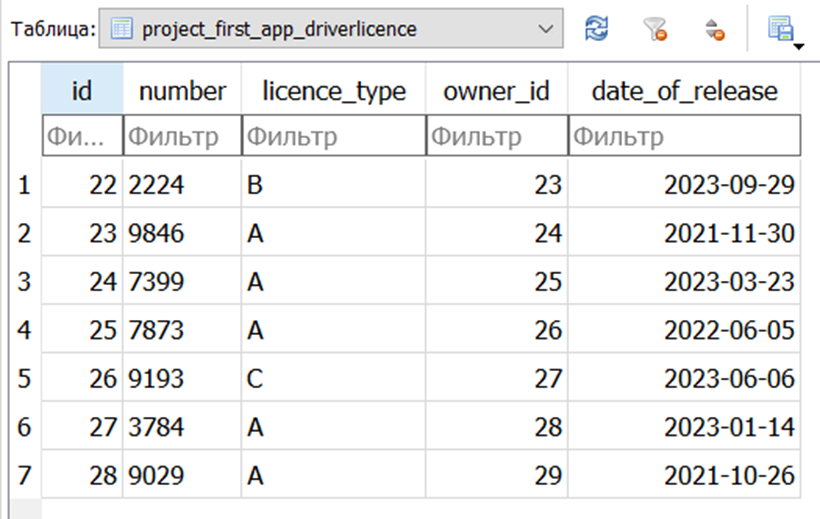 Таблица: project_first_app_driverlicence
id number licence_type owner_id date_of_release
Фи... Фильтр Фильтр Фильтр Фильтр
1 22 2224 B 23 2023-09-29
2 23 9846 A 24 2021-11-30
3 24 7399 A 25 2023-03-23
4 25 7873 A 26 2022-06-05
5 26 9193 C 27 2023-06-06
6 27 3784 A 28 2023-01-14
7 28 9029 A 29 2021-10-26